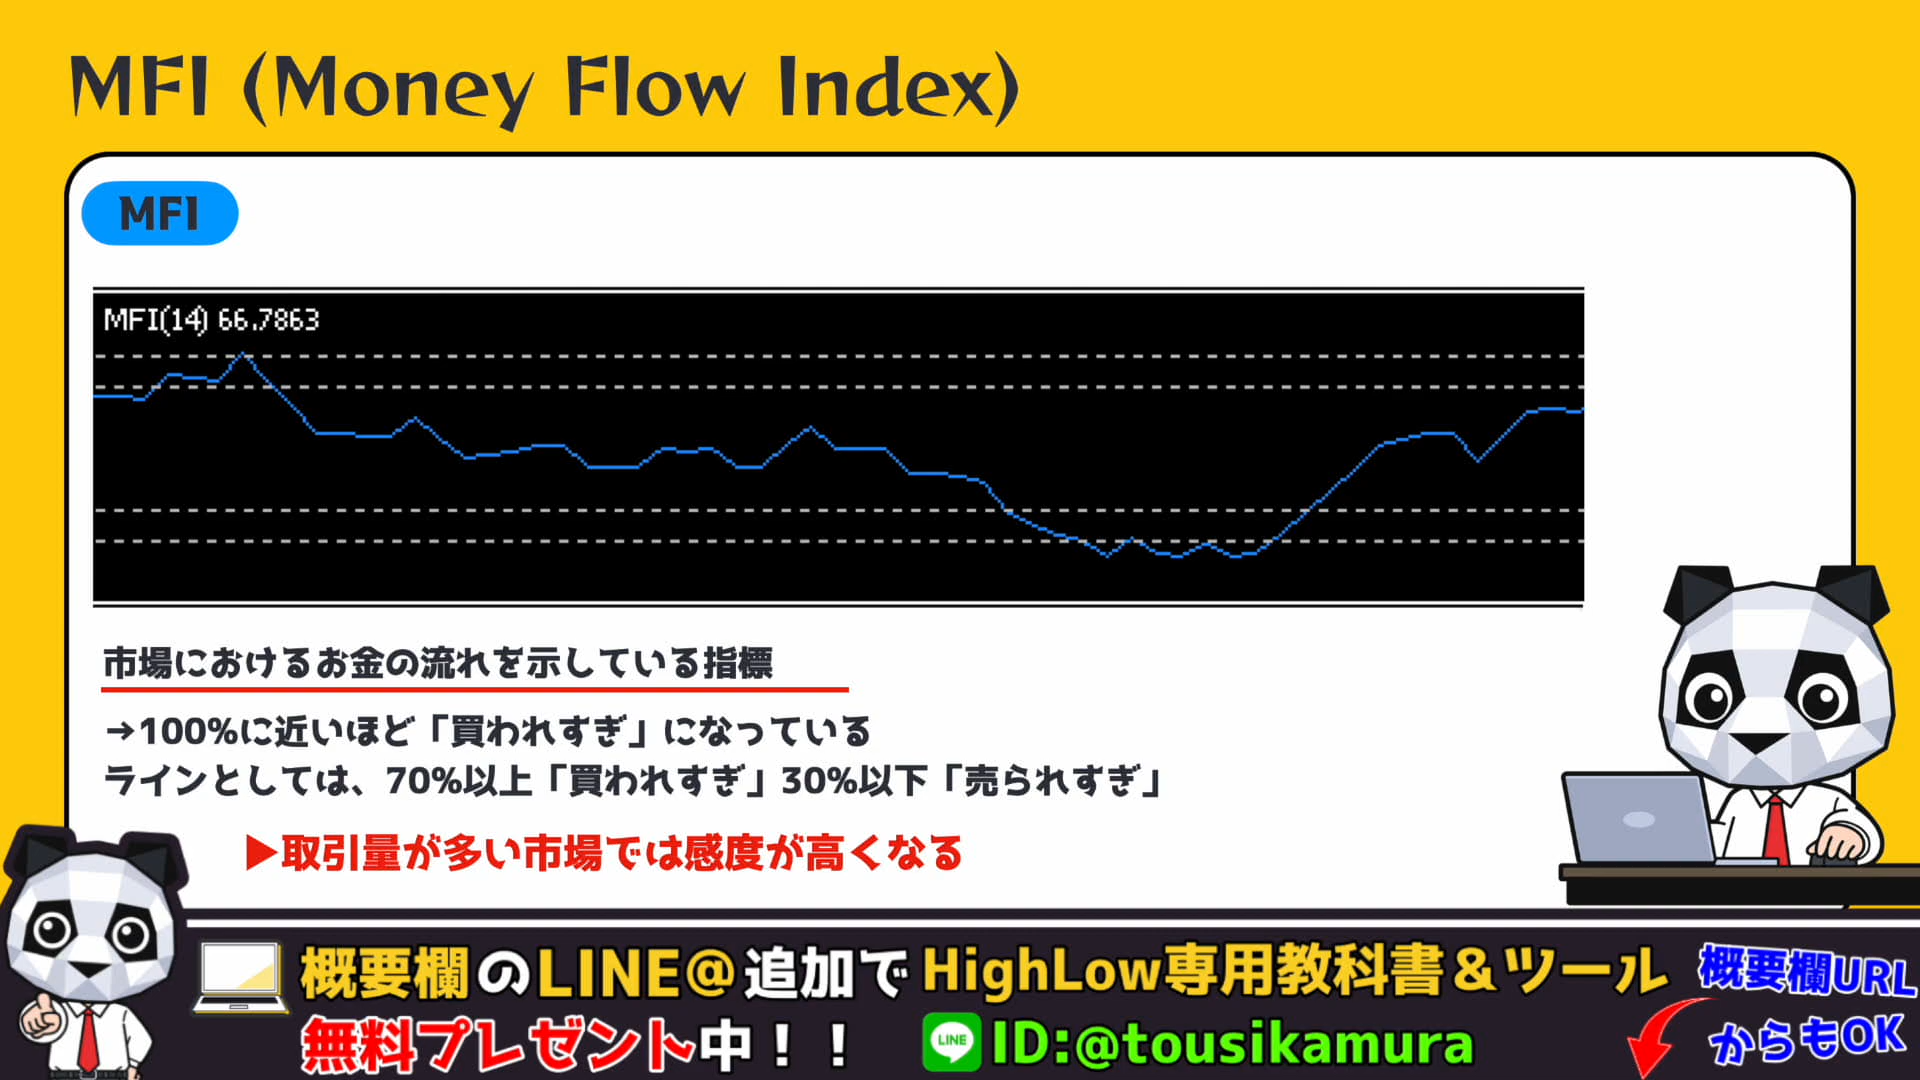 MFI (Money Flow Index)
MFI
MFI(14) 66.7863
市場におけるお金の流れを示している指標
→100%に近いほど「買われすぎ」になっている
ラインとしては、70%以上「買われすぎ」30%以下「売られすぎ」
▶取引量が多い市場では感度が高くなる
概要欄のLINE@追加でHighLow専用教科書&ツール
無料プレゼント中！！
LINE ID:@tousikamura
概要欄URL
からもOK